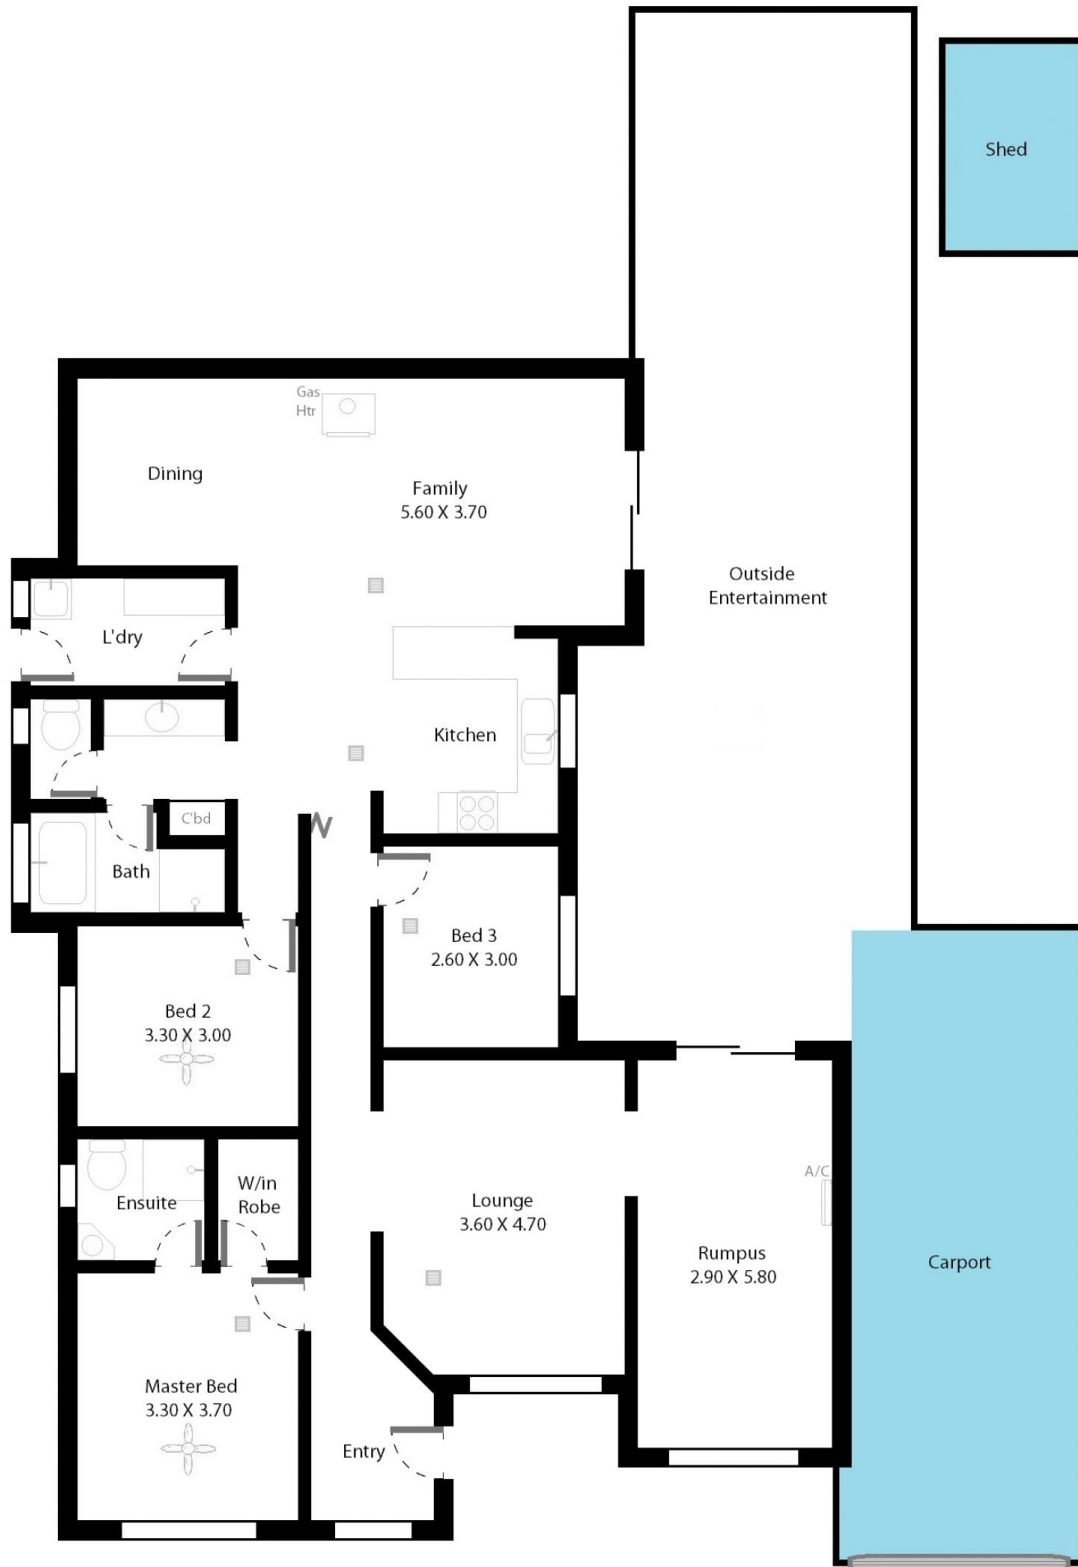 Shed
Gas
Htr
Dining
Family
5.60 X 3.70
Outside
Entertainment
L'dry
Kitchen
C'bd
Bath
Bed 3
2.60 X 3.00
Bed 2
3.30 X 3.00
A/C
W/in
Robe
Ensuite
Lounge
3.60 X 4.70
Rumpus
2.90 X 5.80
Carport
Master Bed
3.30 X 3.70
Entry